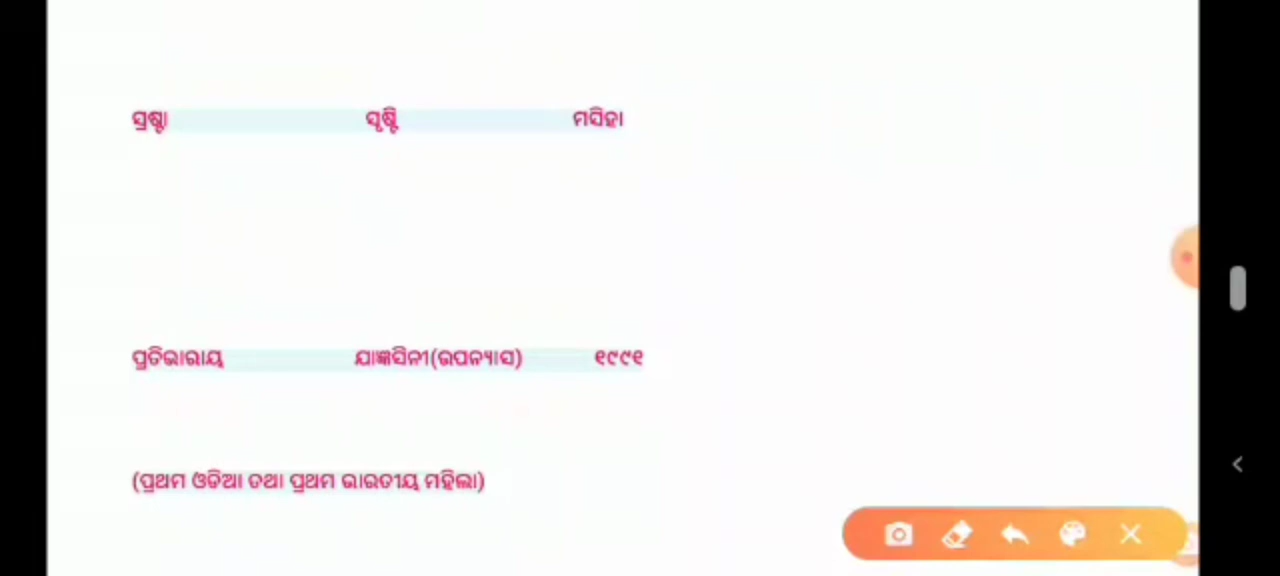 ସ୍ରଷ୍ଟା ସୃଷ୍ଟି ମସିହା
ପ୍ରତିଭାରାୟ ଯାଜ୍ଞସିନୀ(ଉପନ୍ୟାସ) ୧୯୯୧
(ପ୍ରଥମ ଓଡିଆ ତଥା ପ୍ରଥମ ଭାରତୀୟ ମହିଲା)